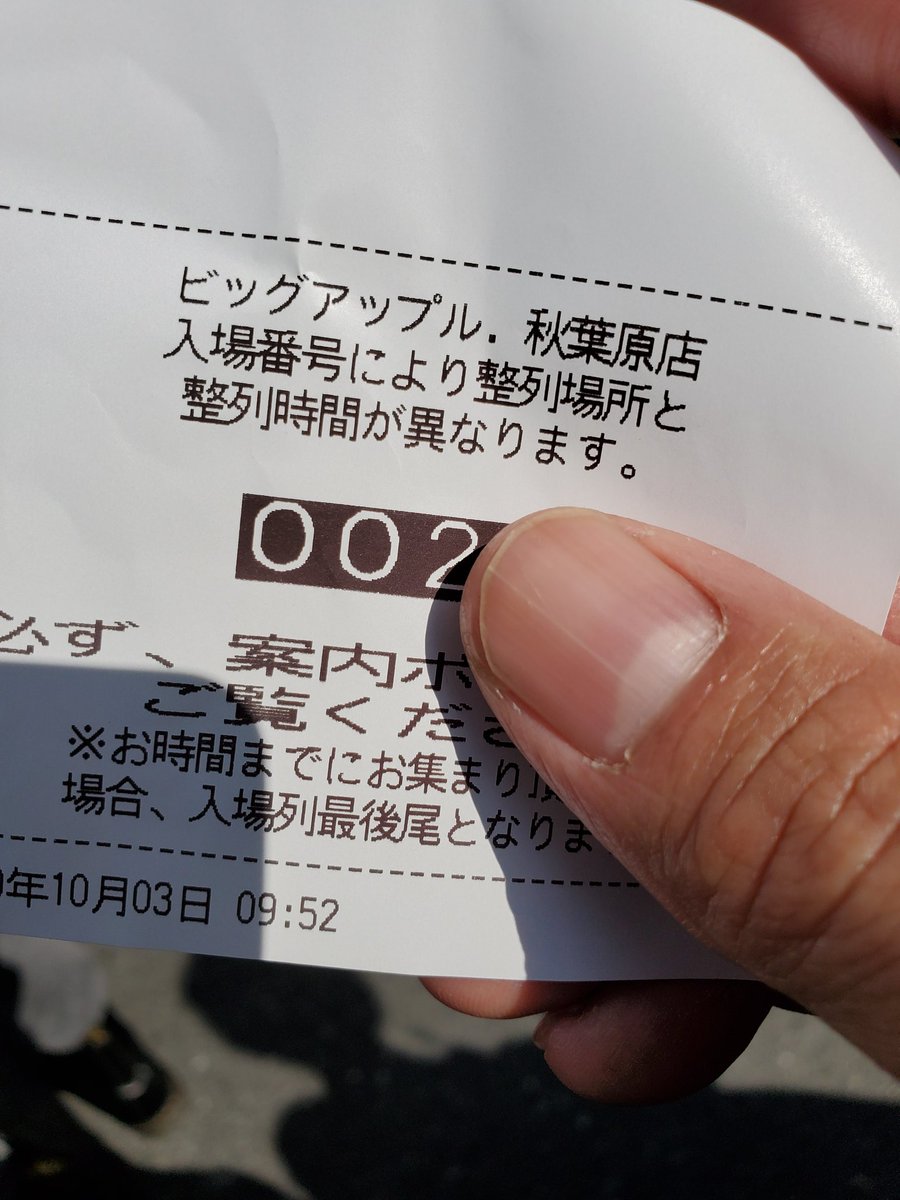 ビッグアップル. 秋葉原店
入場番号により整列場所と
整列時間が異なります。
002
必ず、案内ボ
ご覧くださ
※お時間までにお集まり頂
場合、入場列最後尾となりま
年10月03日 09:52